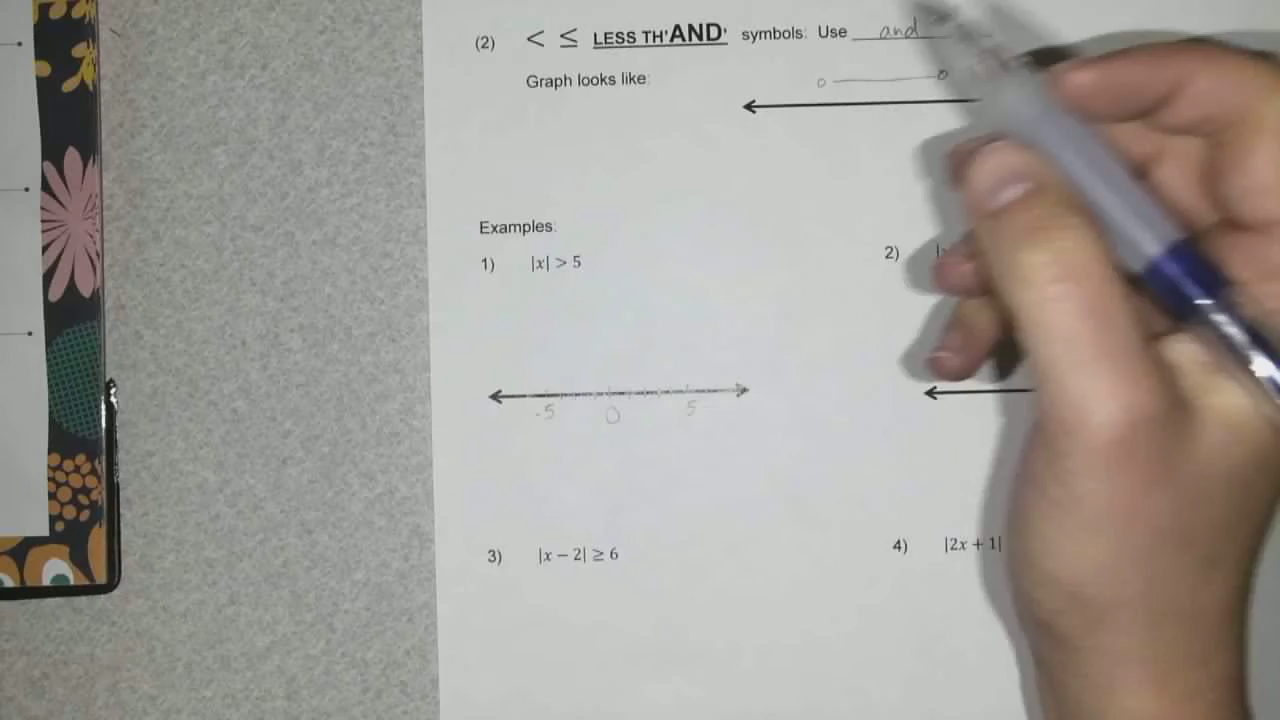 (2) < ≤ LESS TH'AND' symbols: Use and
Graph looks like:
Examples:
1) |x| > 5
2)
-5 0 5
3) |x − 2| ≥ 6
4) |2x + 1|